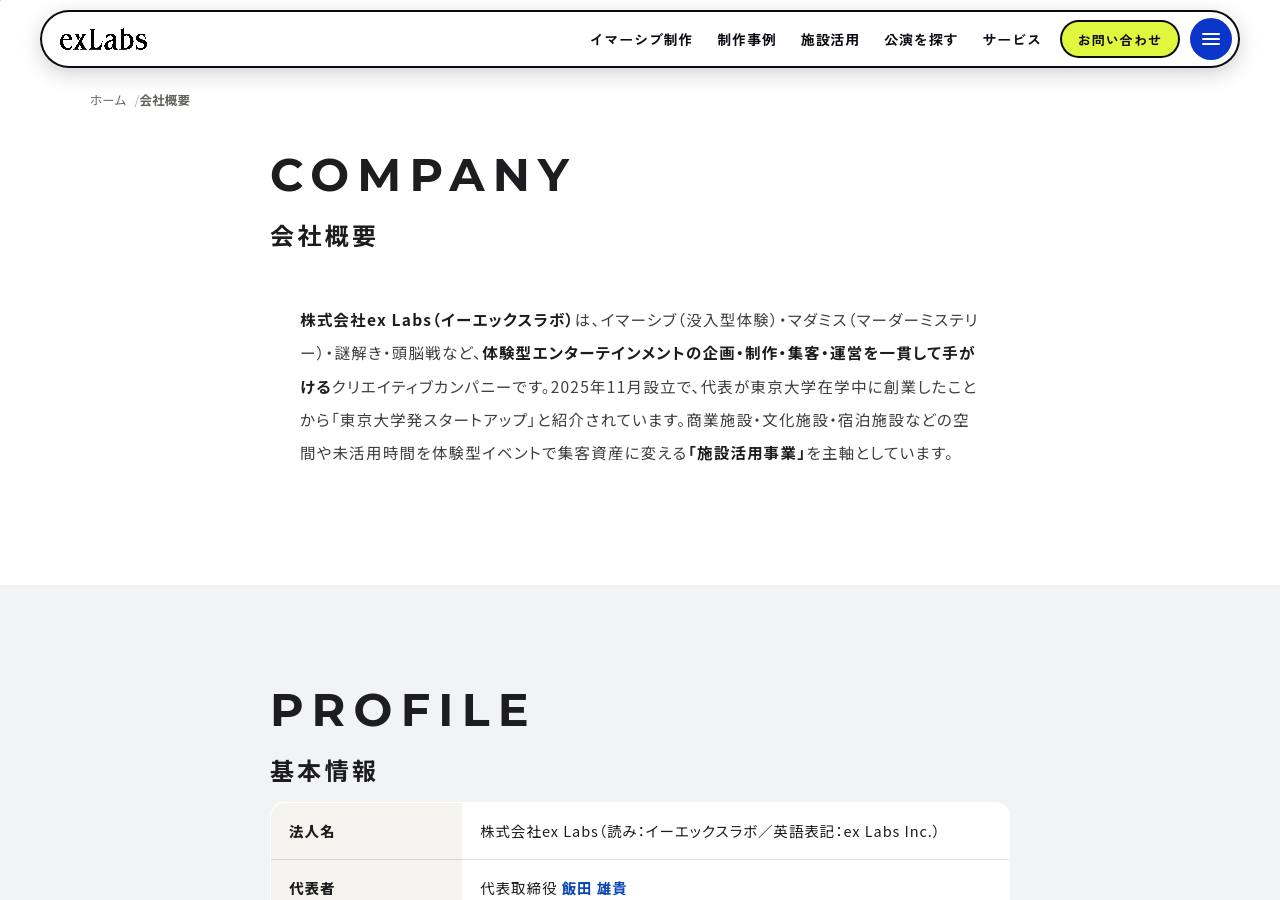 exLabs
イマーシブ制作 制作事例 施設活用 公演を探す サービス お問い合わせ
ホーム /会社概要
COMPANY
会社概要
株式会社ex Labs（イーエックスラボ）は、イマーシブ（没入型体験）・マダミス（マーダーミステリ
ー）・謎解き・頭脳戦など、体験型エンターテインメントの企画・制作・集客・運営を一貫して手が
けるクリエイティブカンパニーです。2025年11月設立で、代表が東京大学在学中に創業したこと
から「東京大学発スタートアップ」と紹介されています。商業施設・文化施設・宿泊施設などの空
間や未活用時間を体験型イベントで集客資産に変える「施設活用事業」を主軸としています。
PROFILE
基本情報
法人名 株式会社ex Labs（読み：イーエックスラボ／英語表記：ex Labs Inc.）
代表者 代表取締役 飯田 雄貴